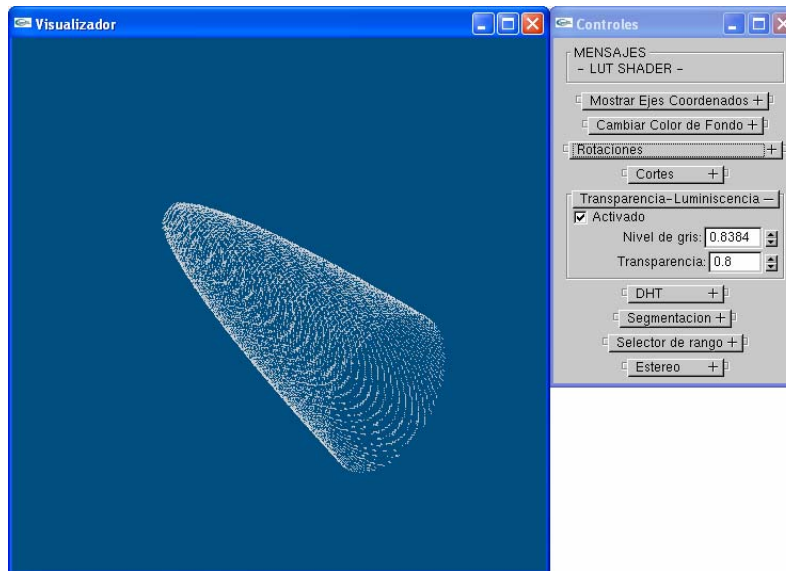 Visualizador
Controles
MENSAJES
- LUT SHADER -
Mostrar Ejes Coordenados +
Cambiar Color de Fondo +
Rotaciones +
Cortes +
Transparencia-Luminiscencia −
Activado
Nivel de gris: 0.8384
Transparencia: 0.8
DHT +
Segmentacion +
Selector de rango +
Estereo +